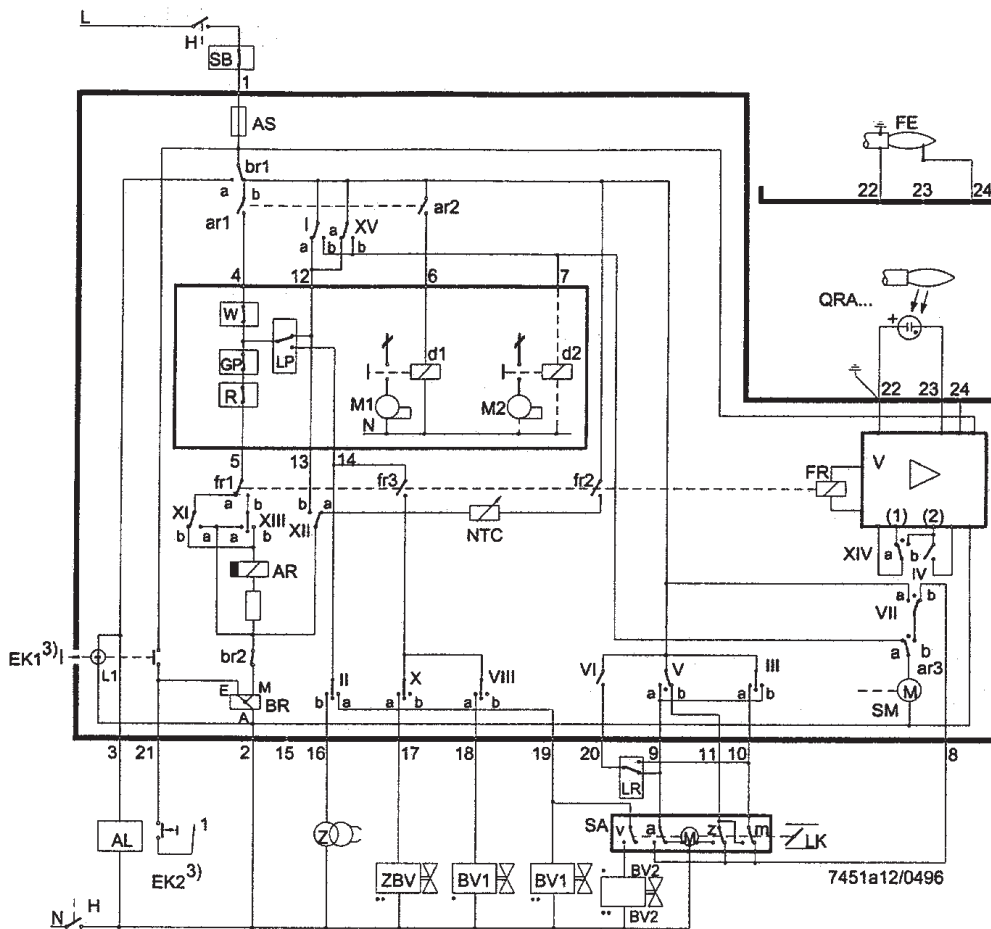 L
H
SB
1
AS
FE
22 23 24
br1
a b
ar1
ar2
I XV
a
a b b
4 12 6 7
QRA...
+
W
LP
GP
R
d1
d2
M1
M2
N
22 23 24
V
FR
5 13 14
fr1
fr3
fr2
a b
b a
XI
XIII
XII
b a a b
NTC
(1) (2)
XIV
a b
IV
AR
a b
VII
a b
ar3
EK1 3)
L1
br2
E M
BR
A
II
X
VIII
VI
V
III
b a
a b
a b
a b
a b
M
SM
3 21 2 15 16 17 18 19 20 9 11 10 8
LR
SA
v a M z m
LK
AL
1
EK2 3)
Z
ZBV
BV1
BV1
BV2
BV2
7451a12/0496
N
H